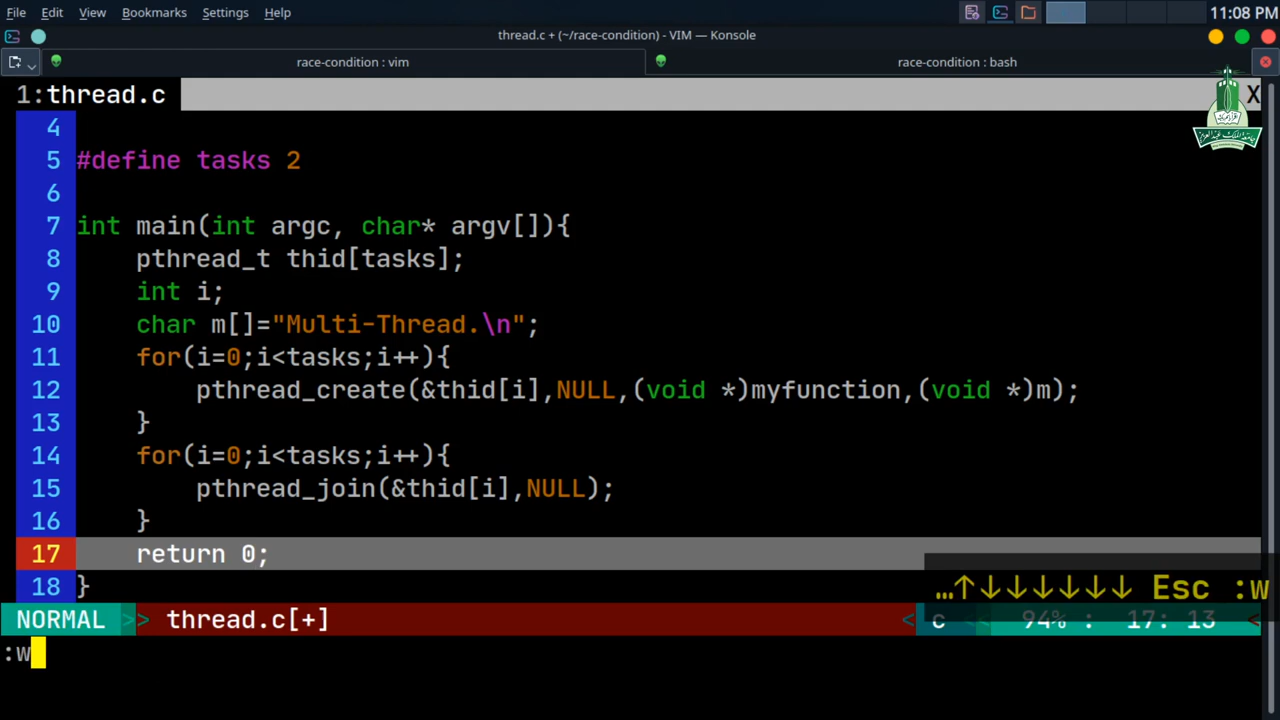 File Edit View Bookmarks Settings Help 11:08 PM
thread.c + (~/race-condition) - VIM — Konsole
race-condition : vim race-condition : bash
1:thread.c X
4
5 #define tasks 2
6
7 int main(int argc, char* argv[]){
8 pthread_t thid[tasks];
9 int i;
10 char m[]="Multi-Thread.\n";
11 for(i=0;i<tasks;i++){
12 pthread_create(&thid[i],NULL,(void *)myfunction,(void *)m);
13 }
14 for(i=0;i<tasks;i++){
15 pthread_join(&thid[i],NULL);
16 }
17 return 0;
18 }
…↑↓↓↓↓↓↓ Esc :w
NORMAL >> thread.c[+] < c << 94% : 17: 13 <
:w
جامعة الملك عبدالعزيز